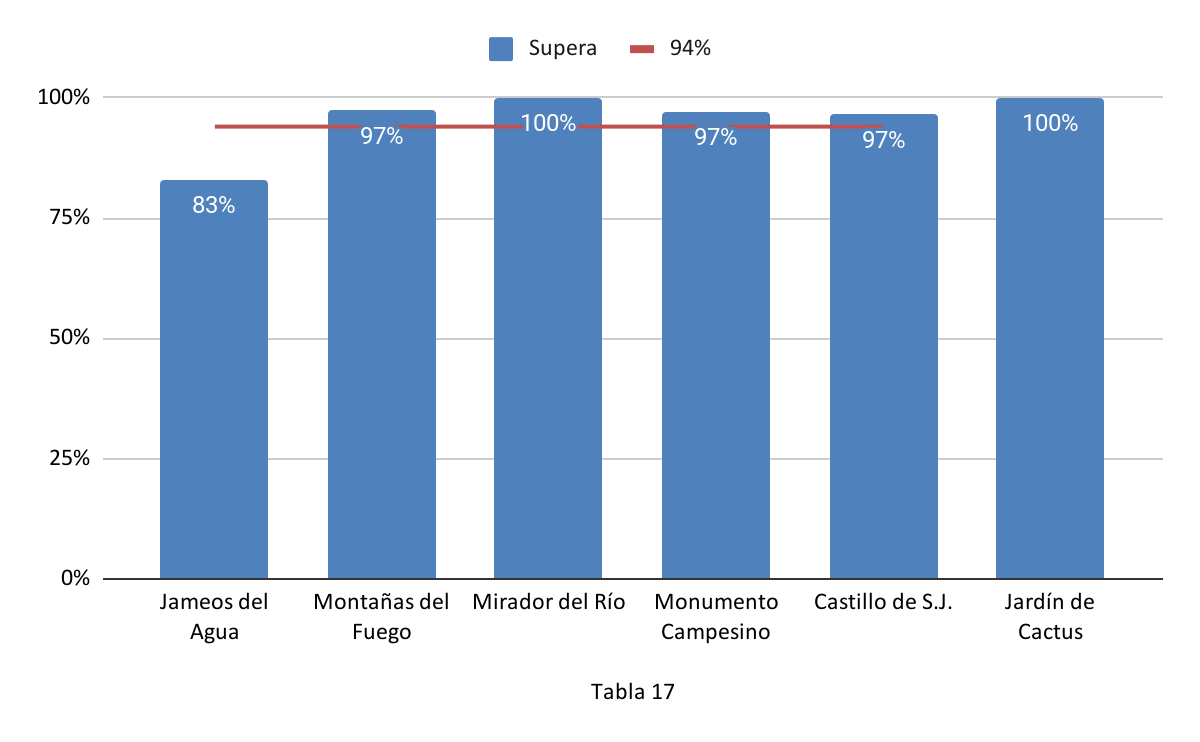 Supera 94%
100%
75%
50%
25%
0%
83%
97%
100%
97%
97%
100%
Jameos del
Agua
Montañas del
Fuego
Mirador del Río
Monumento
Campesino
Castillo de S.J.
Jardín de
Cactus
Tabla 17